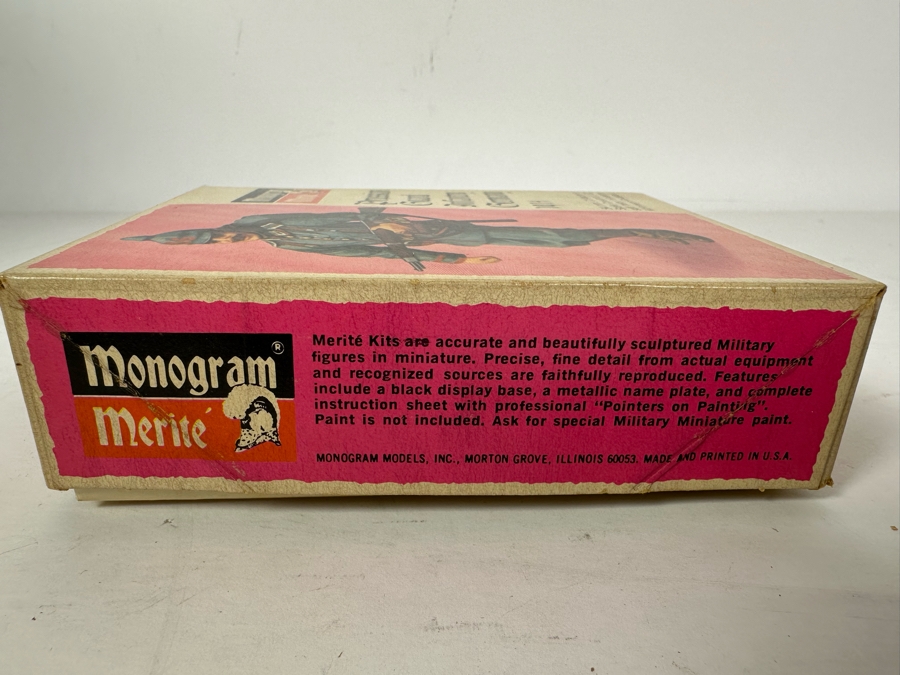 Monogram ®
Merité
Merité Kits are accurate and beautifully sculptured Military
figures in miniature. Precise, fine detail from actual equipment
and recognized sources are faithfully reproduced. Features
include a black display base, a metallic name plate, and complete
instruction sheet with professional "Pointers on Painting".
Paint is not included. Ask for special Military Miniature paint.
MONOGRAM MODELS, INC., MORTON GROVE, ILLINOIS 60053. MADE AND PRINTED IN U.S.A.